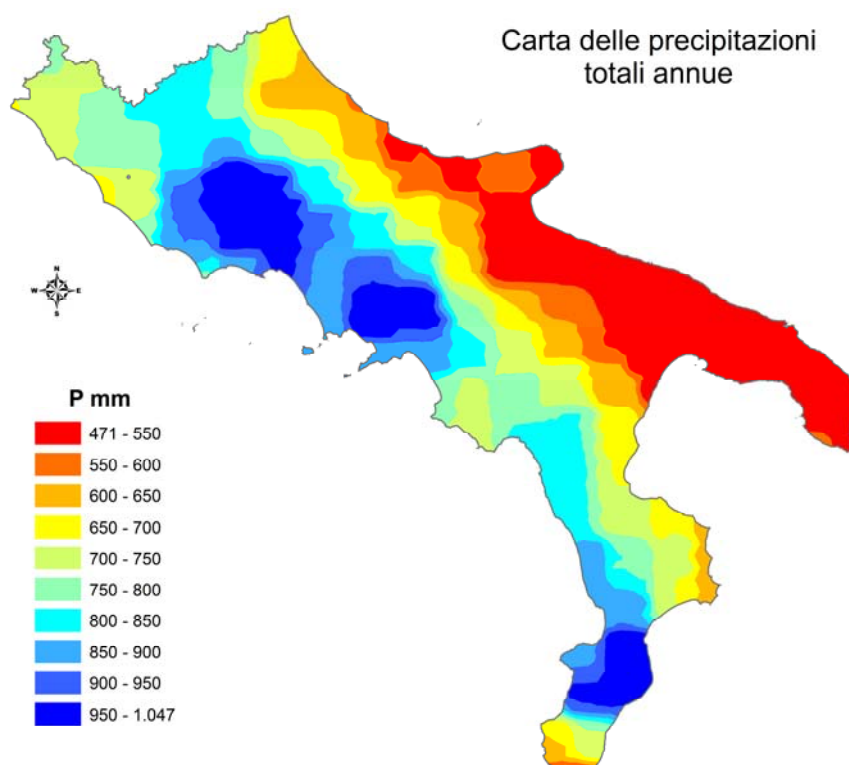 Carta delle precipitazioni
totali annue
N
W E
S
P mm
471 - 550
550 - 600
600 - 650
650 - 700
700 - 750
750 - 800
800 - 850
850 - 900
900 - 950
950 - 1.047